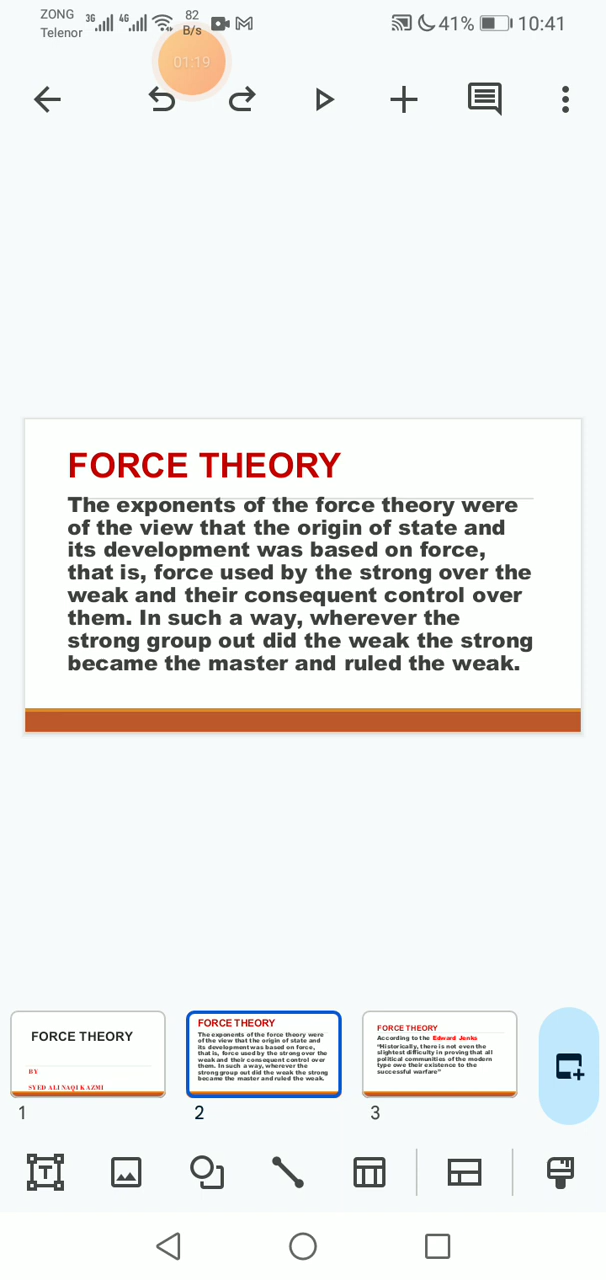 ZONG
Telenor
3G
4G
82
B/s
41%
10:41
01:19
FORCE THEORY
The exponents of the force theory were
of the view that the origin of state and
its development was based on force,
that is, force used by the strong over the
weak and their consequent control over
them. In such a way, wherever the
strong group out did the weak the strong
became the master and ruled the weak.
FORCE THEORY
BY
SYED ALI NAQI KAZMI
1
FORCE THEORY
The exponents of the force theory were
of the view that the origin of state and
its development was based on force,
that is, force used by the strong over the
weak and their consequent control over
them. In such a way, wherever the
strong group out did the weak the strong
became the master and ruled the weak.
2
FORCE THEORY
According to the Edward Janks
"Historically, there is not even the
slightest difficulty in proving that all
political communities of the modern
type owe their existence to the
successful warfare"
3